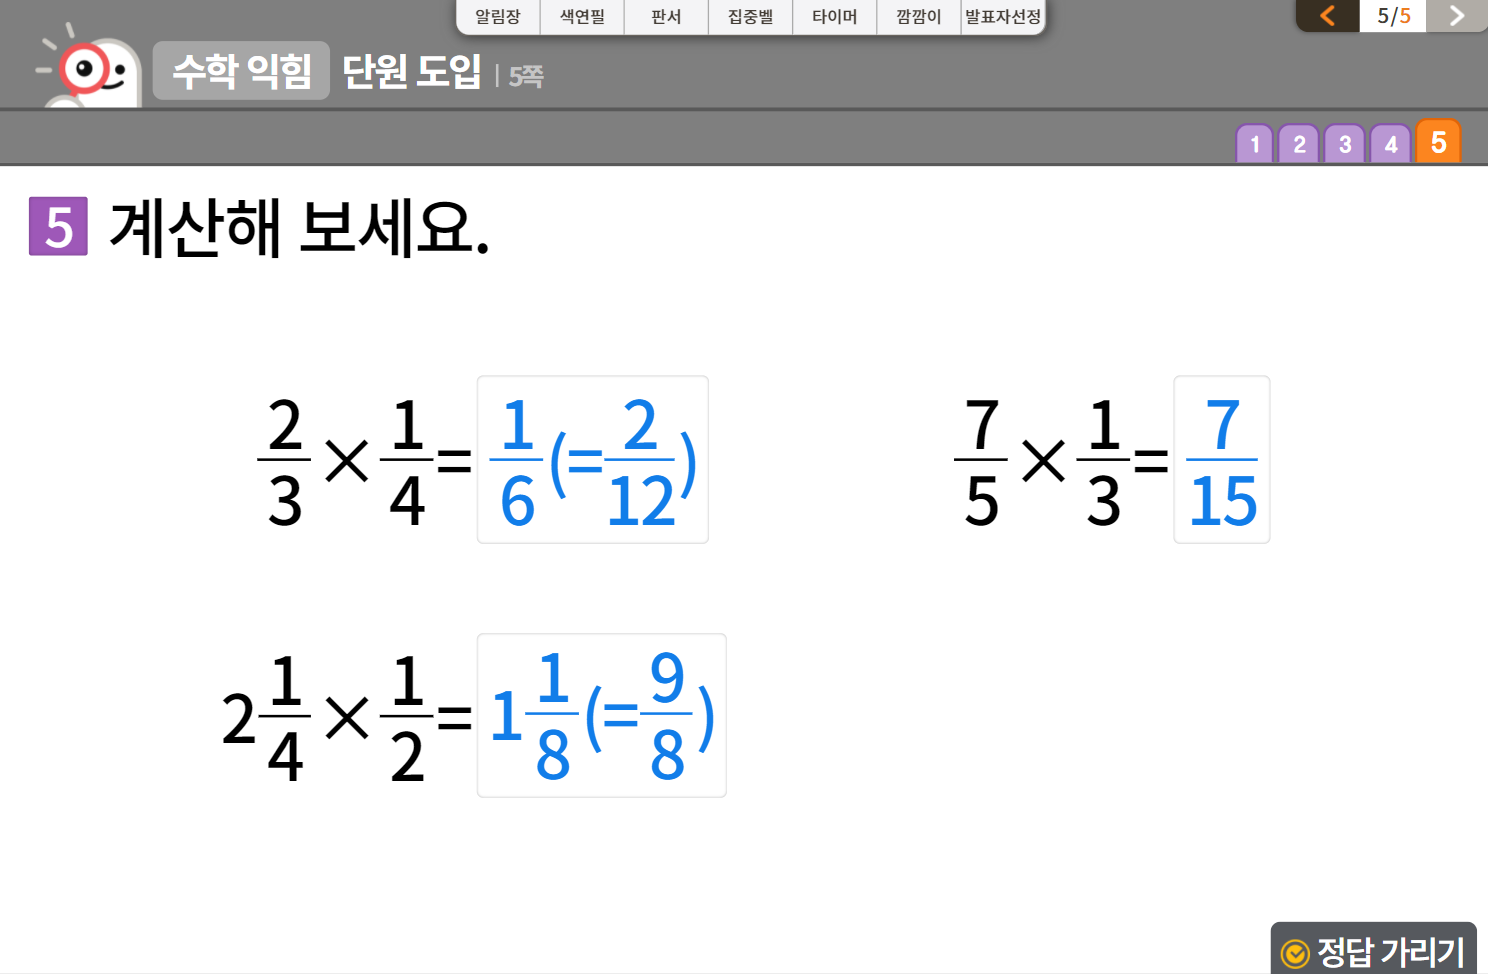 알림장 색연필 판서 집중벨 타이머 깜깜이 발표자선정
5/5
수학 익힘 단원 도입 | 5쪽
1 2 3 4 5
5 계산해 보세요.
2/3 × 1/4 = 1/6 (= 2/12)
7/5 × 1/3 = 7/15
2 1/4 × 1/2 = 1 1/8 (= 9/8)
정답 가리기